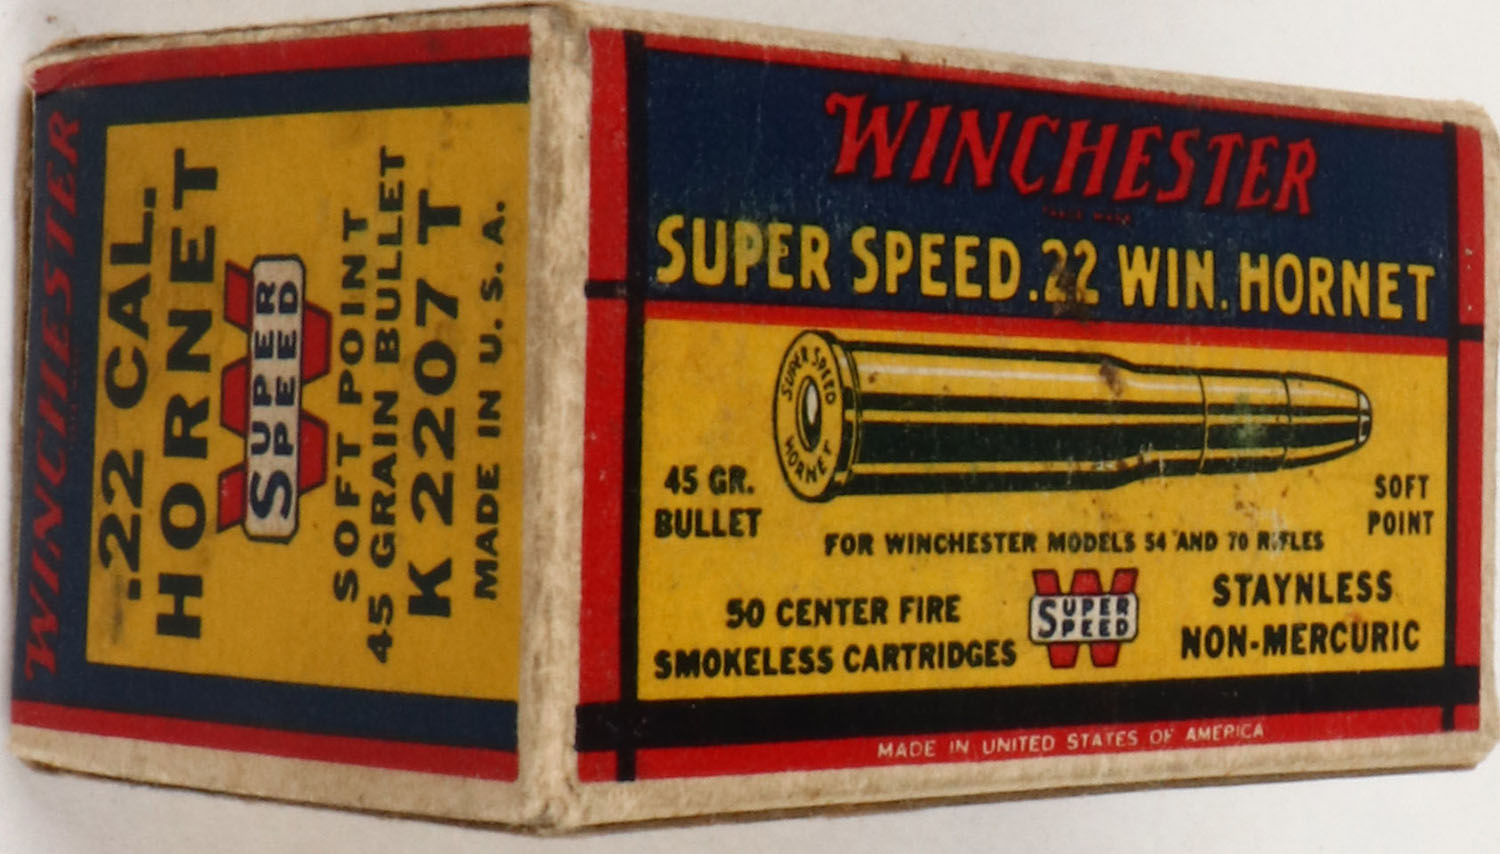 WINCHESTER
.22 CAL.
HORNET
SUPER
SPEED
SOFT POINT
45 GRAIN BULLET
K 2207 T
MADE IN U.S.A.
WINCHESTER
TRADE MARK
SUPER SPEED .22 WIN. HORNET
SUPER SPEED
HORNET
45 GR.
BULLET
SOFT
POINT
FOR WINCHESTER MODELS 54 AND 70 RIFLES
50 CENTER FIRE
SMOKELESS CARTRIDGES
W
SUPER
SPEED
STAYNLESS
NON-MERCURIC
MADE IN UNITED STATES OF AMERICA